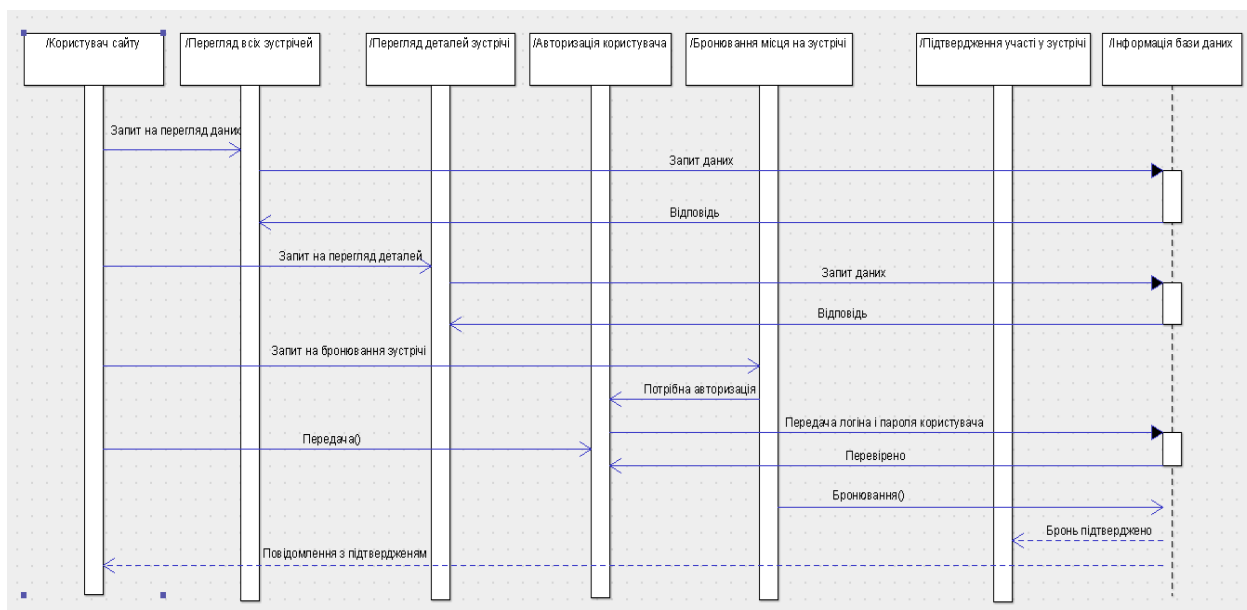 /Користувач сайту
/Перегляд всіх зустрічей
/Перегляд деталей зустрічі
/Авторизація користувача
/Бронювання місця на зустрічі
/Підтвердження участі у зустрічі
/Інформація бази даних
Запит на перегляд даних
Запит даних
Відповідь
Запит на перегляд деталей
Запит даних
Відповідь
Запит на бронювання зустрічі
Потрібна авторизація
Передача логіна і пароля користувача
Передача()
Перевірено
Бронювання()
Бронь підтверджено
Повідомлення з підтвердженям